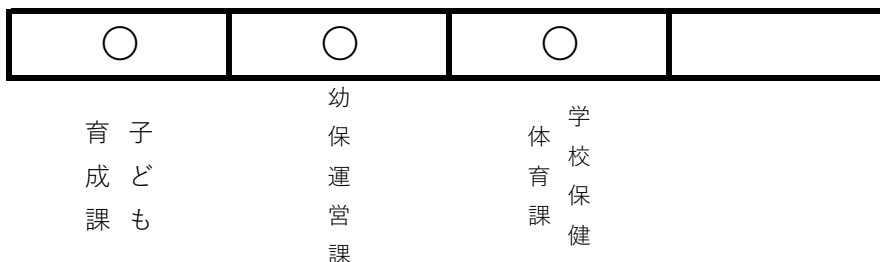 ○ ○ ○
子ども
育成課
幼保運営課
学校保健
体育課